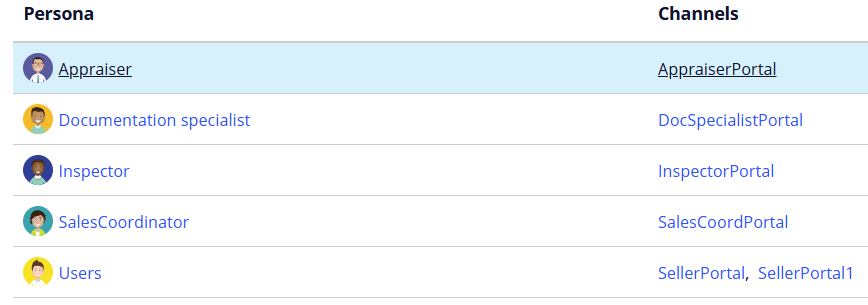 Persona Channels
Appraiser AppraiserPortal
Documentation specialist DocSpecialistPortal
Inspector InspectorPortal
SalesCoordinator SalesCoordPortal
Users SellerPortal, SellerPortal1